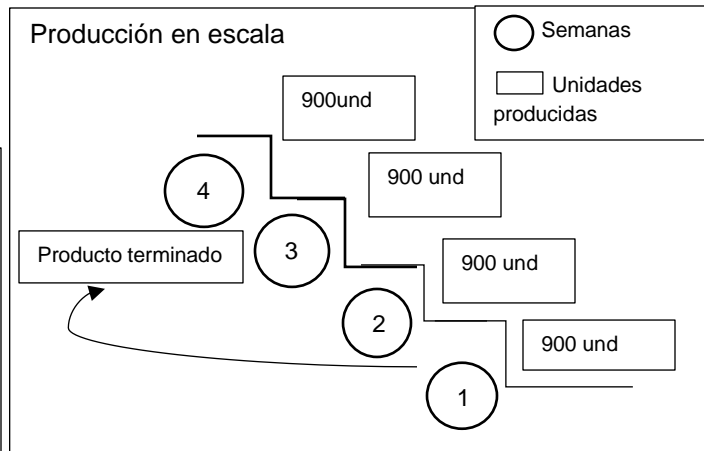 Producción en escala
Semanas
Unidades
producidas
900und
900 und
4
3
Producto terminado
900 und
2
900 und
1